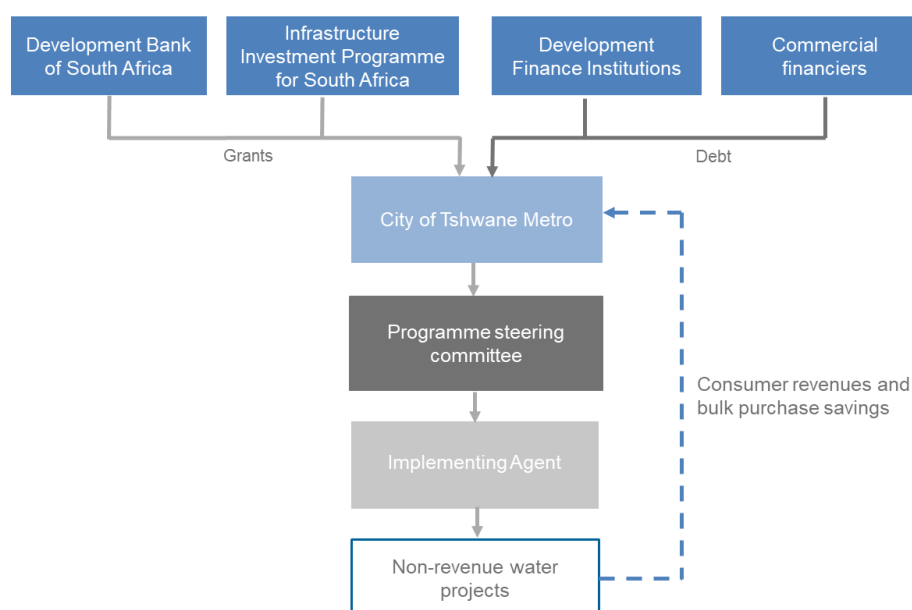 Development Bank
of South Africa
Infrastructure
Investment Programme
for South Africa
Development
Finance Institutions
Commercial
financiers
Grants
Debt
City of Tshwane Metro
Programme steering
committee
Consumer revenues and
bulk purchase savings
Implementing Agent
Non-revenue water
projects